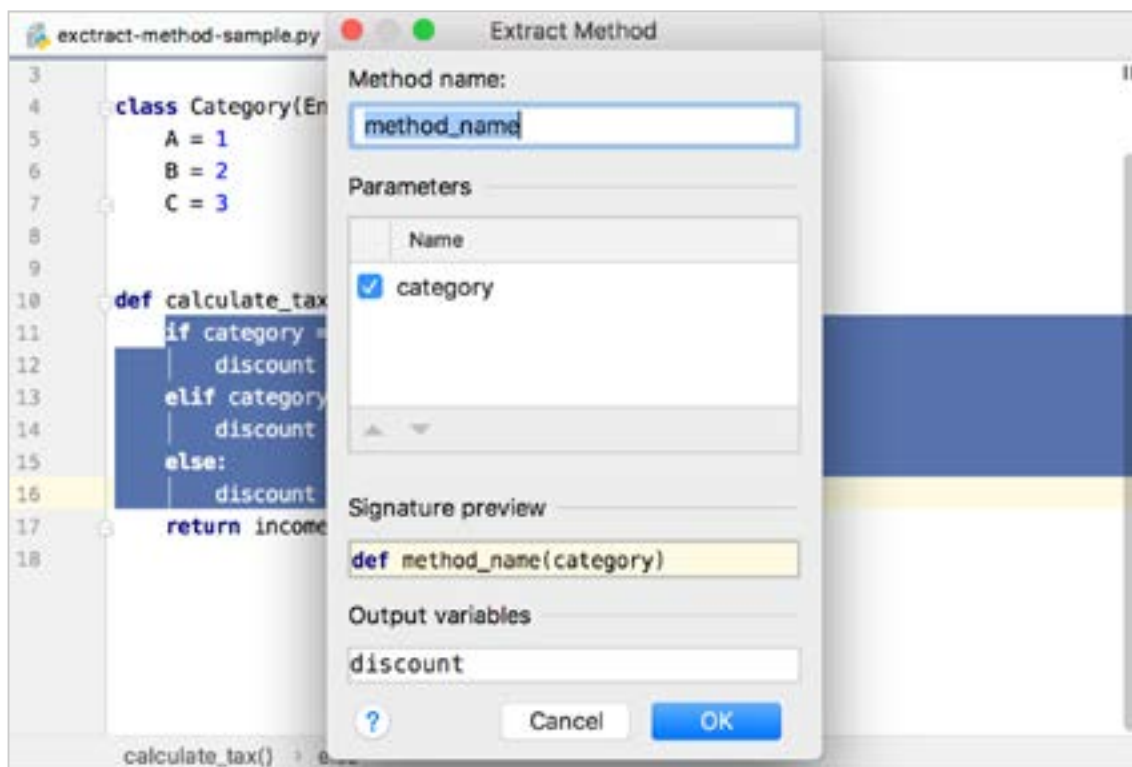 exctract-method-sample.py
3
4 class Category(En
5 A = 1
6 B = 2
7 C = 3
8
9
10 def calculate_tax
11 if category =
12 discount
13 elif category
14 discount
15 else:
16 discount
17 return income
18
calculate_tax()
Extract Method
Method name:
method_name
Parameters
Name
category
Signature preview
def method_name(category)
Output variables
discount
?
Cancel
OK